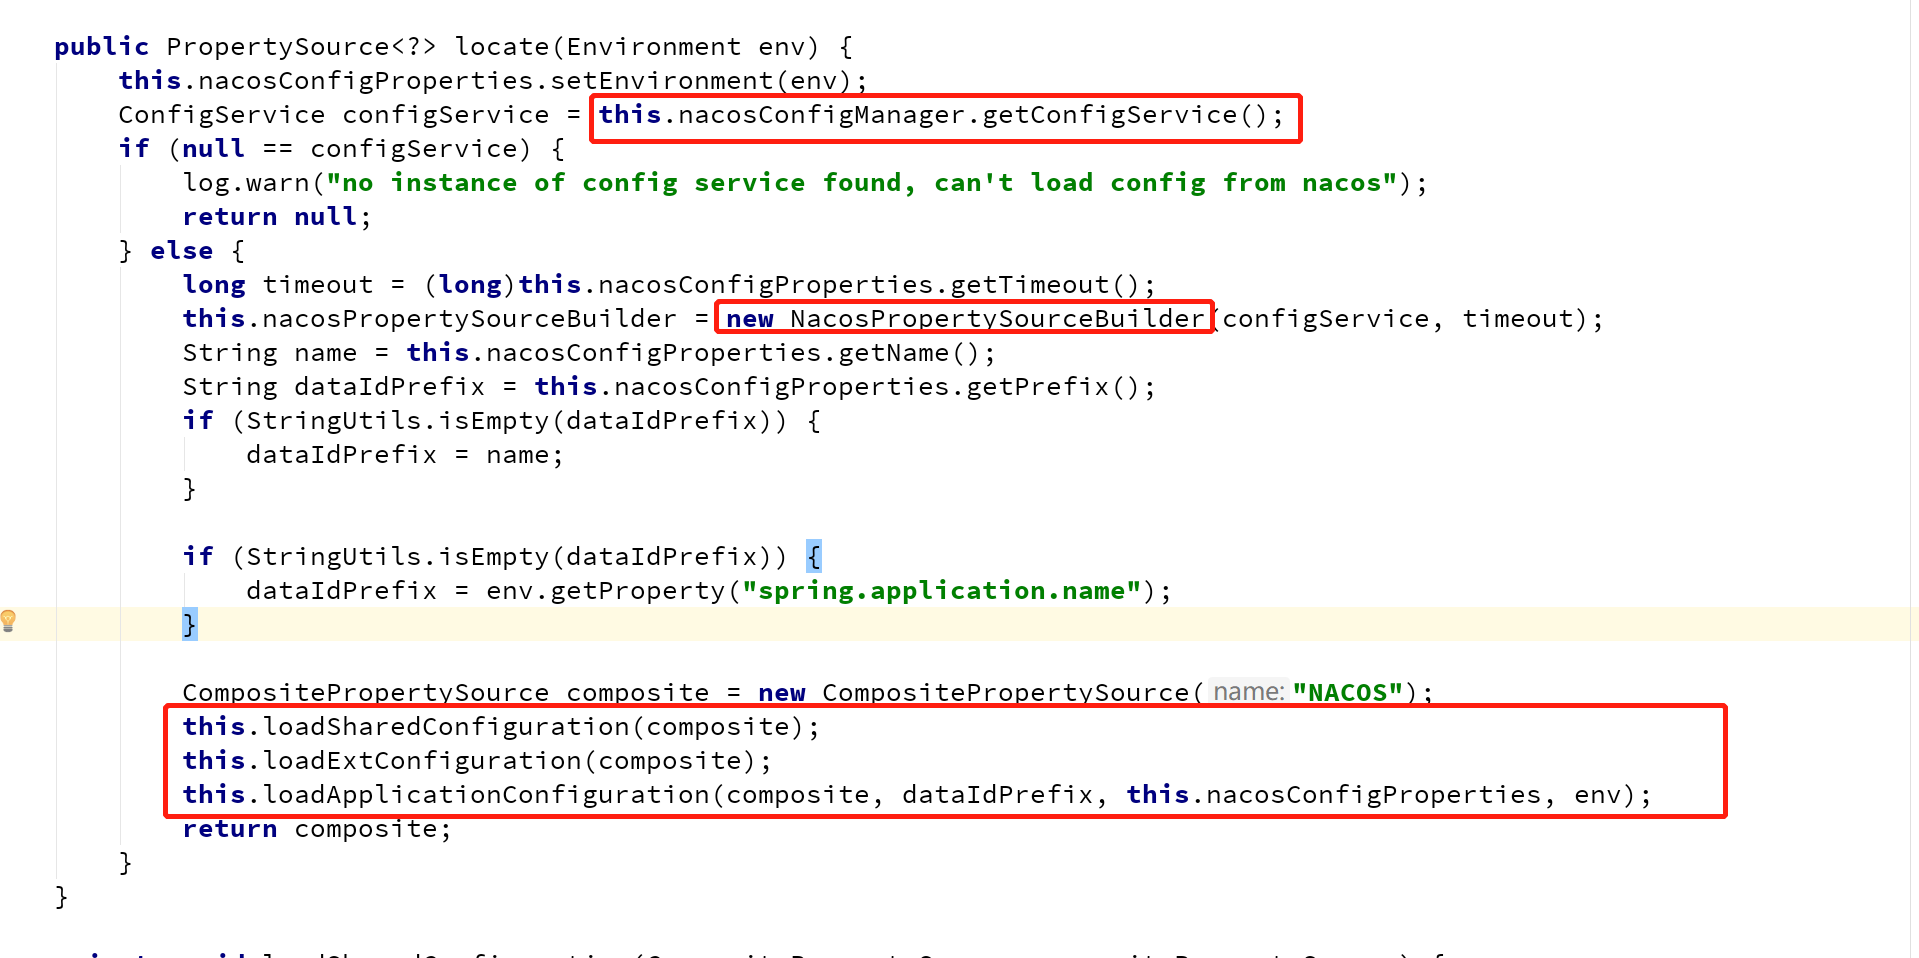 public PropertySource<?> locate(Environment env) {
this.nacosConfigProperties.setEnvironment(env);
ConfigService configService = this.nacosConfigManager.getConfigService();
if (null == configService) {
log.warn("no instance of config service found, can't load config from nacos");
return null;
} else {
long timeout = (long)this.nacosConfigProperties.getTimeout();
this.nacosPropertySourceBuilder = new NacosPropertySourceBuilder(configService, timeout);
String name = this.nacosConfigProperties.getName();
String dataIdPrefix = this.nacosConfigProperties.getPrefix();
if (StringUtils.isEmpty(dataIdPrefix)) {
dataIdPrefix = name;
}
if (StringUtils.isEmpty(dataIdPrefix)) {
dataIdPrefix = env.getProperty("spring.application.name");
}
CompositePropertySource composite = new CompositePropertySource( name: "NACOS");
this.loadSharedConfiguration(composite);
this.loadExtConfiguration(composite);
this.loadApplicationConfiguration(composite, dataIdPrefix, this.nacosConfigProperties, env);
return composite;
}
}